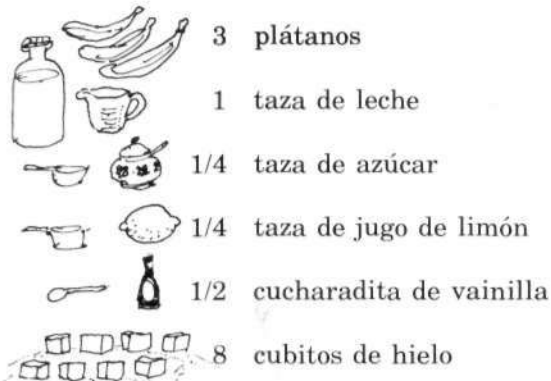 3 plátanos
1 taza de leche
1/4 taza de azúcar
1/4 taza de jugo de limón
1/2 cucharadita de vainilla
8 cubitos de hielo